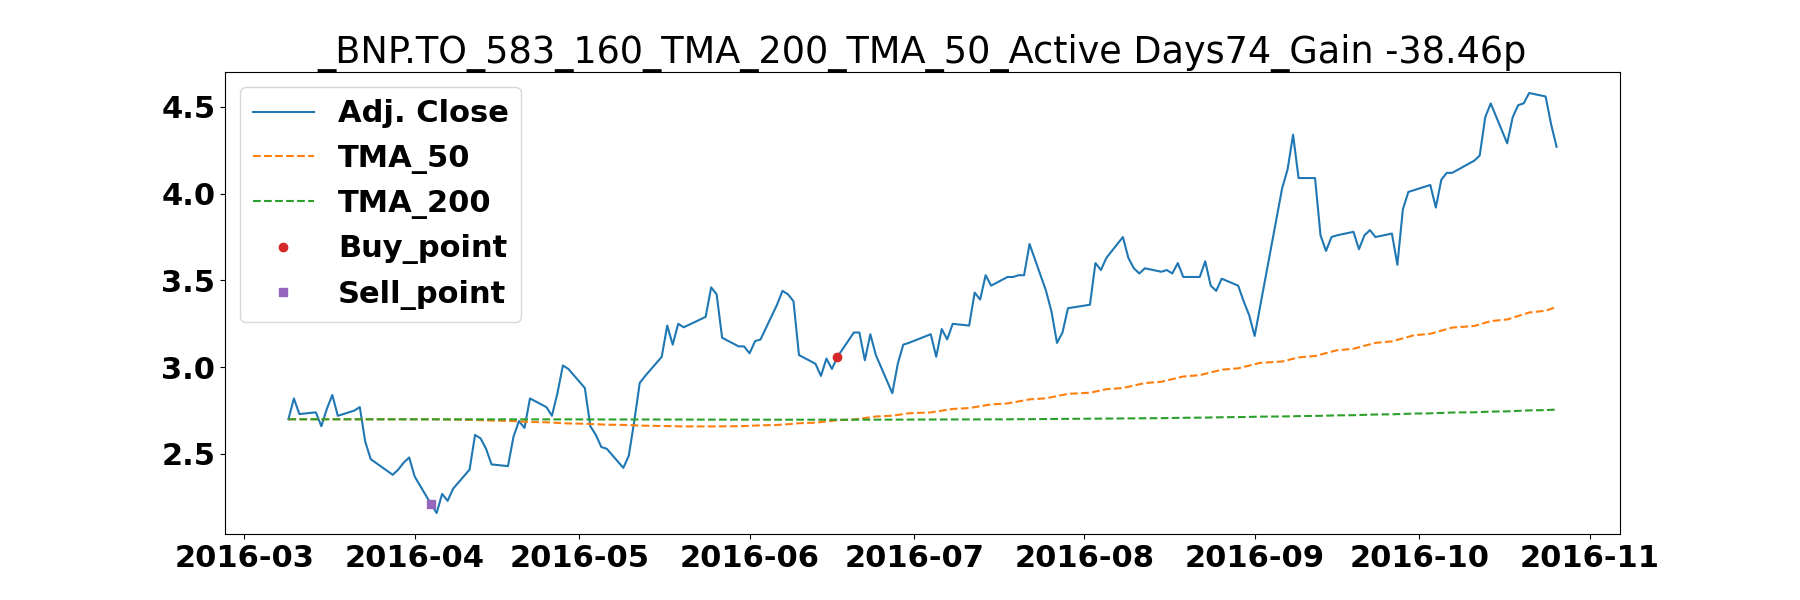 _BNP.TO_583_160_TMA_200_TMA_50_Active Days74_Gain -38.46p
Adj. Close
TMA_50
TMA_200
Buy_point
Sell_point
4.5
4.0
3.5
3.0
2.5
2016-03 2016-04 2016-05 2016-06 2016-07 2016-08 2016-09 2016-10 2016-11